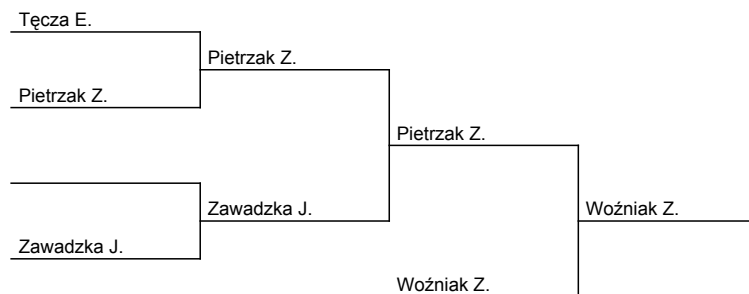 Tęcza E.
Pietrzak Z.
Pietrzak Z.
Pietrzak Z.
Zawadzka J.
Woźniak Z.
Zawadzka J.
Woźniak Z.